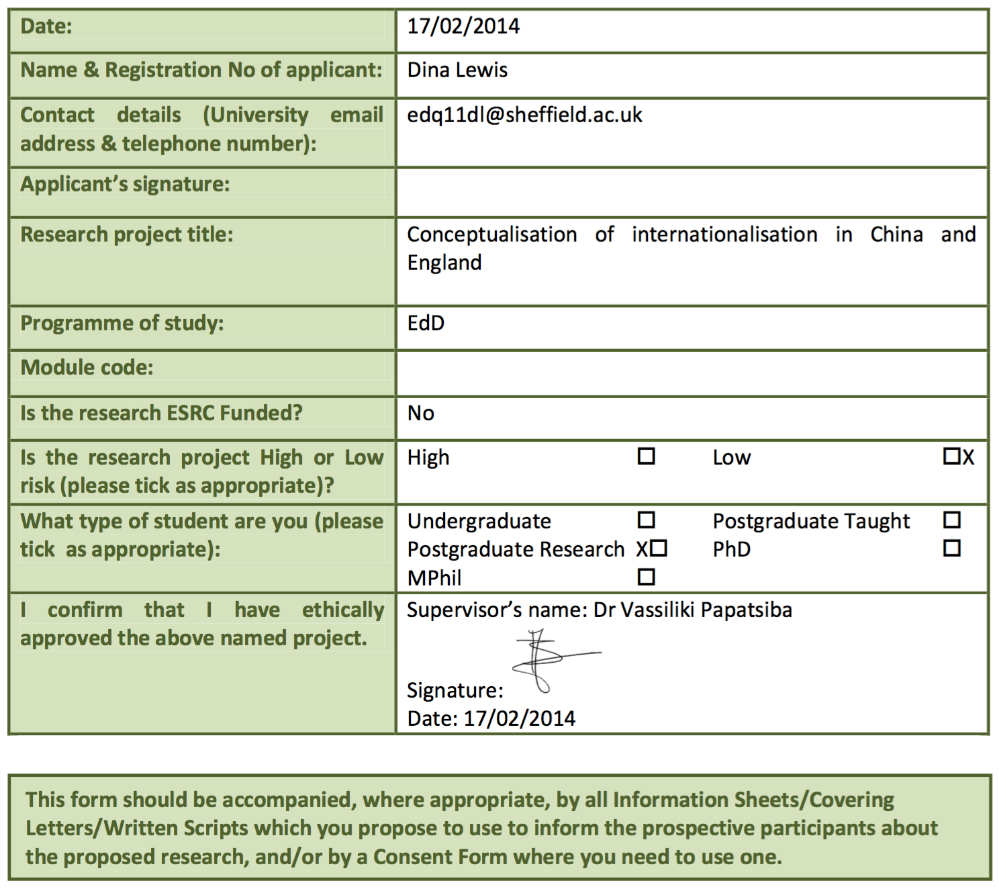 Date: 17/02/2014
Name & Registration No of applicant: Dina Lewis
Contact details (University email address & telephone number): edq11dl@sheffield.ac.uk
Applicant’s signature:
Research project title: Conceptualisation of internationalisation in China and England
Programme of study: EdD
Module code:
Is the research ESRC Funded? No
Is the research project High or Low risk (please tick as appropriate)? High ☐ Low ☐X
What type of student are you (please tick as appropriate):
Undergraduate ☐ Postgraduate Taught ☐
Postgraduate Research X☐ PhD ☐
MPhil ☐
I confirm that I have ethically approved the above named project.
Supervisor’s name: Dr Vassiliki Papatsiba
Signature:
Date: 17/02/2014
This form should be accompanied, where appropriate, by all Information Sheets/Covering
Letters/Written Scripts which you propose to use to inform the prospective participants about
the proposed research, and/or by a Consent Form where you need to use one.